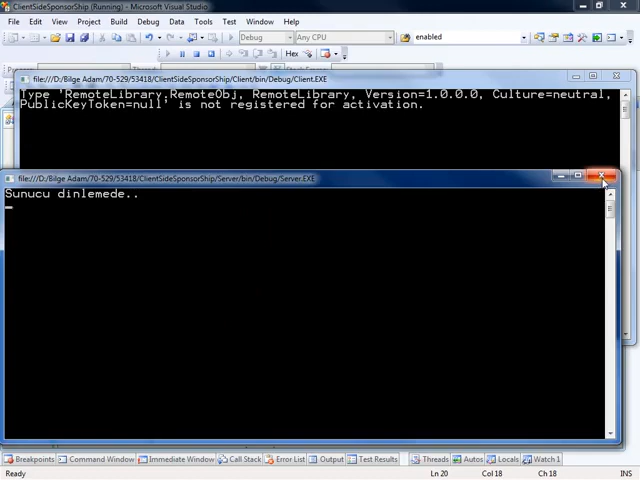 ClientSideSponsorShip (Running) - Microsoft Visual Studio
File Edit View Project Build Debug Data Tools Test Window Help
Debug Any CPU enabled
Hex
file:///D:/Bilge Adam/70-529/53418/ClientSideSponsorShip/Client/bin/Debug/Client.EXE
Type 'RemoteLibrary.RemoteObj, RemoteLibrary, Version=1.0.0.0, Culture=neutral,
PublicKeyToken=null' is not registered for activation.
file:///D:/Bilge Adam/70-529/53418/ClientSideSponsorShip/Server/bin/Debug/Server.EXE
Sunucu dinlemede..
Breakpoints Command Window Immediate Window Call Stack Error List Output Test Results Threads Autos Locals Watch 1
Ready Ln 20 Col 18 Ch 18 INS